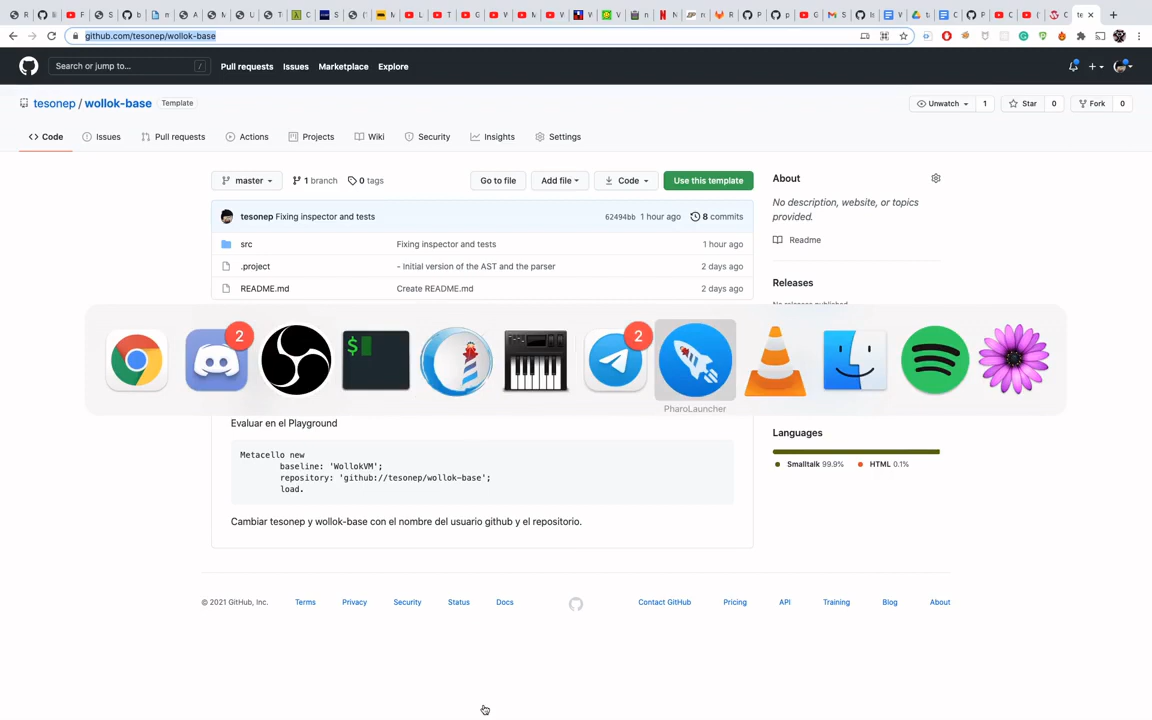 github.com/tesonep/wollok-base
Search or jump to... /
Pull requests Issues Marketplace Explore
tesonep / wollok-base Template
Unwatch 1 Star 0 Fork 0
Code Issues Pull requests Actions Projects Wiki Security Insights Settings
master 1 branch 0 tags Go to file Add file Code Use this template
tesonep Fixing inspector and tests 62494bb 1 hour ago 8 commits
src Fixing inspector and tests 1 hour ago
.project - Initial version of the AST and the parser 2 days ago
README.md Create README.md 2 days ago
About
No description, website, or topics
provided.
Readme
Releases
No releases published
2
2
$
PharoLauncher
Evaluar en el Playground
Metacello new
baseline: 'WollokVM';
repository: 'github://tesonep/wollok-base';
load.
Cambiar tesonep y wollok-base con el nombre del usuario github y el repositorio.
Languages
Smalltalk 99.9% HTML 0.1%
© 2021 GitHub, Inc. Terms Privacy Security Status Docs Contact GitHub Pricing API Training Blog About